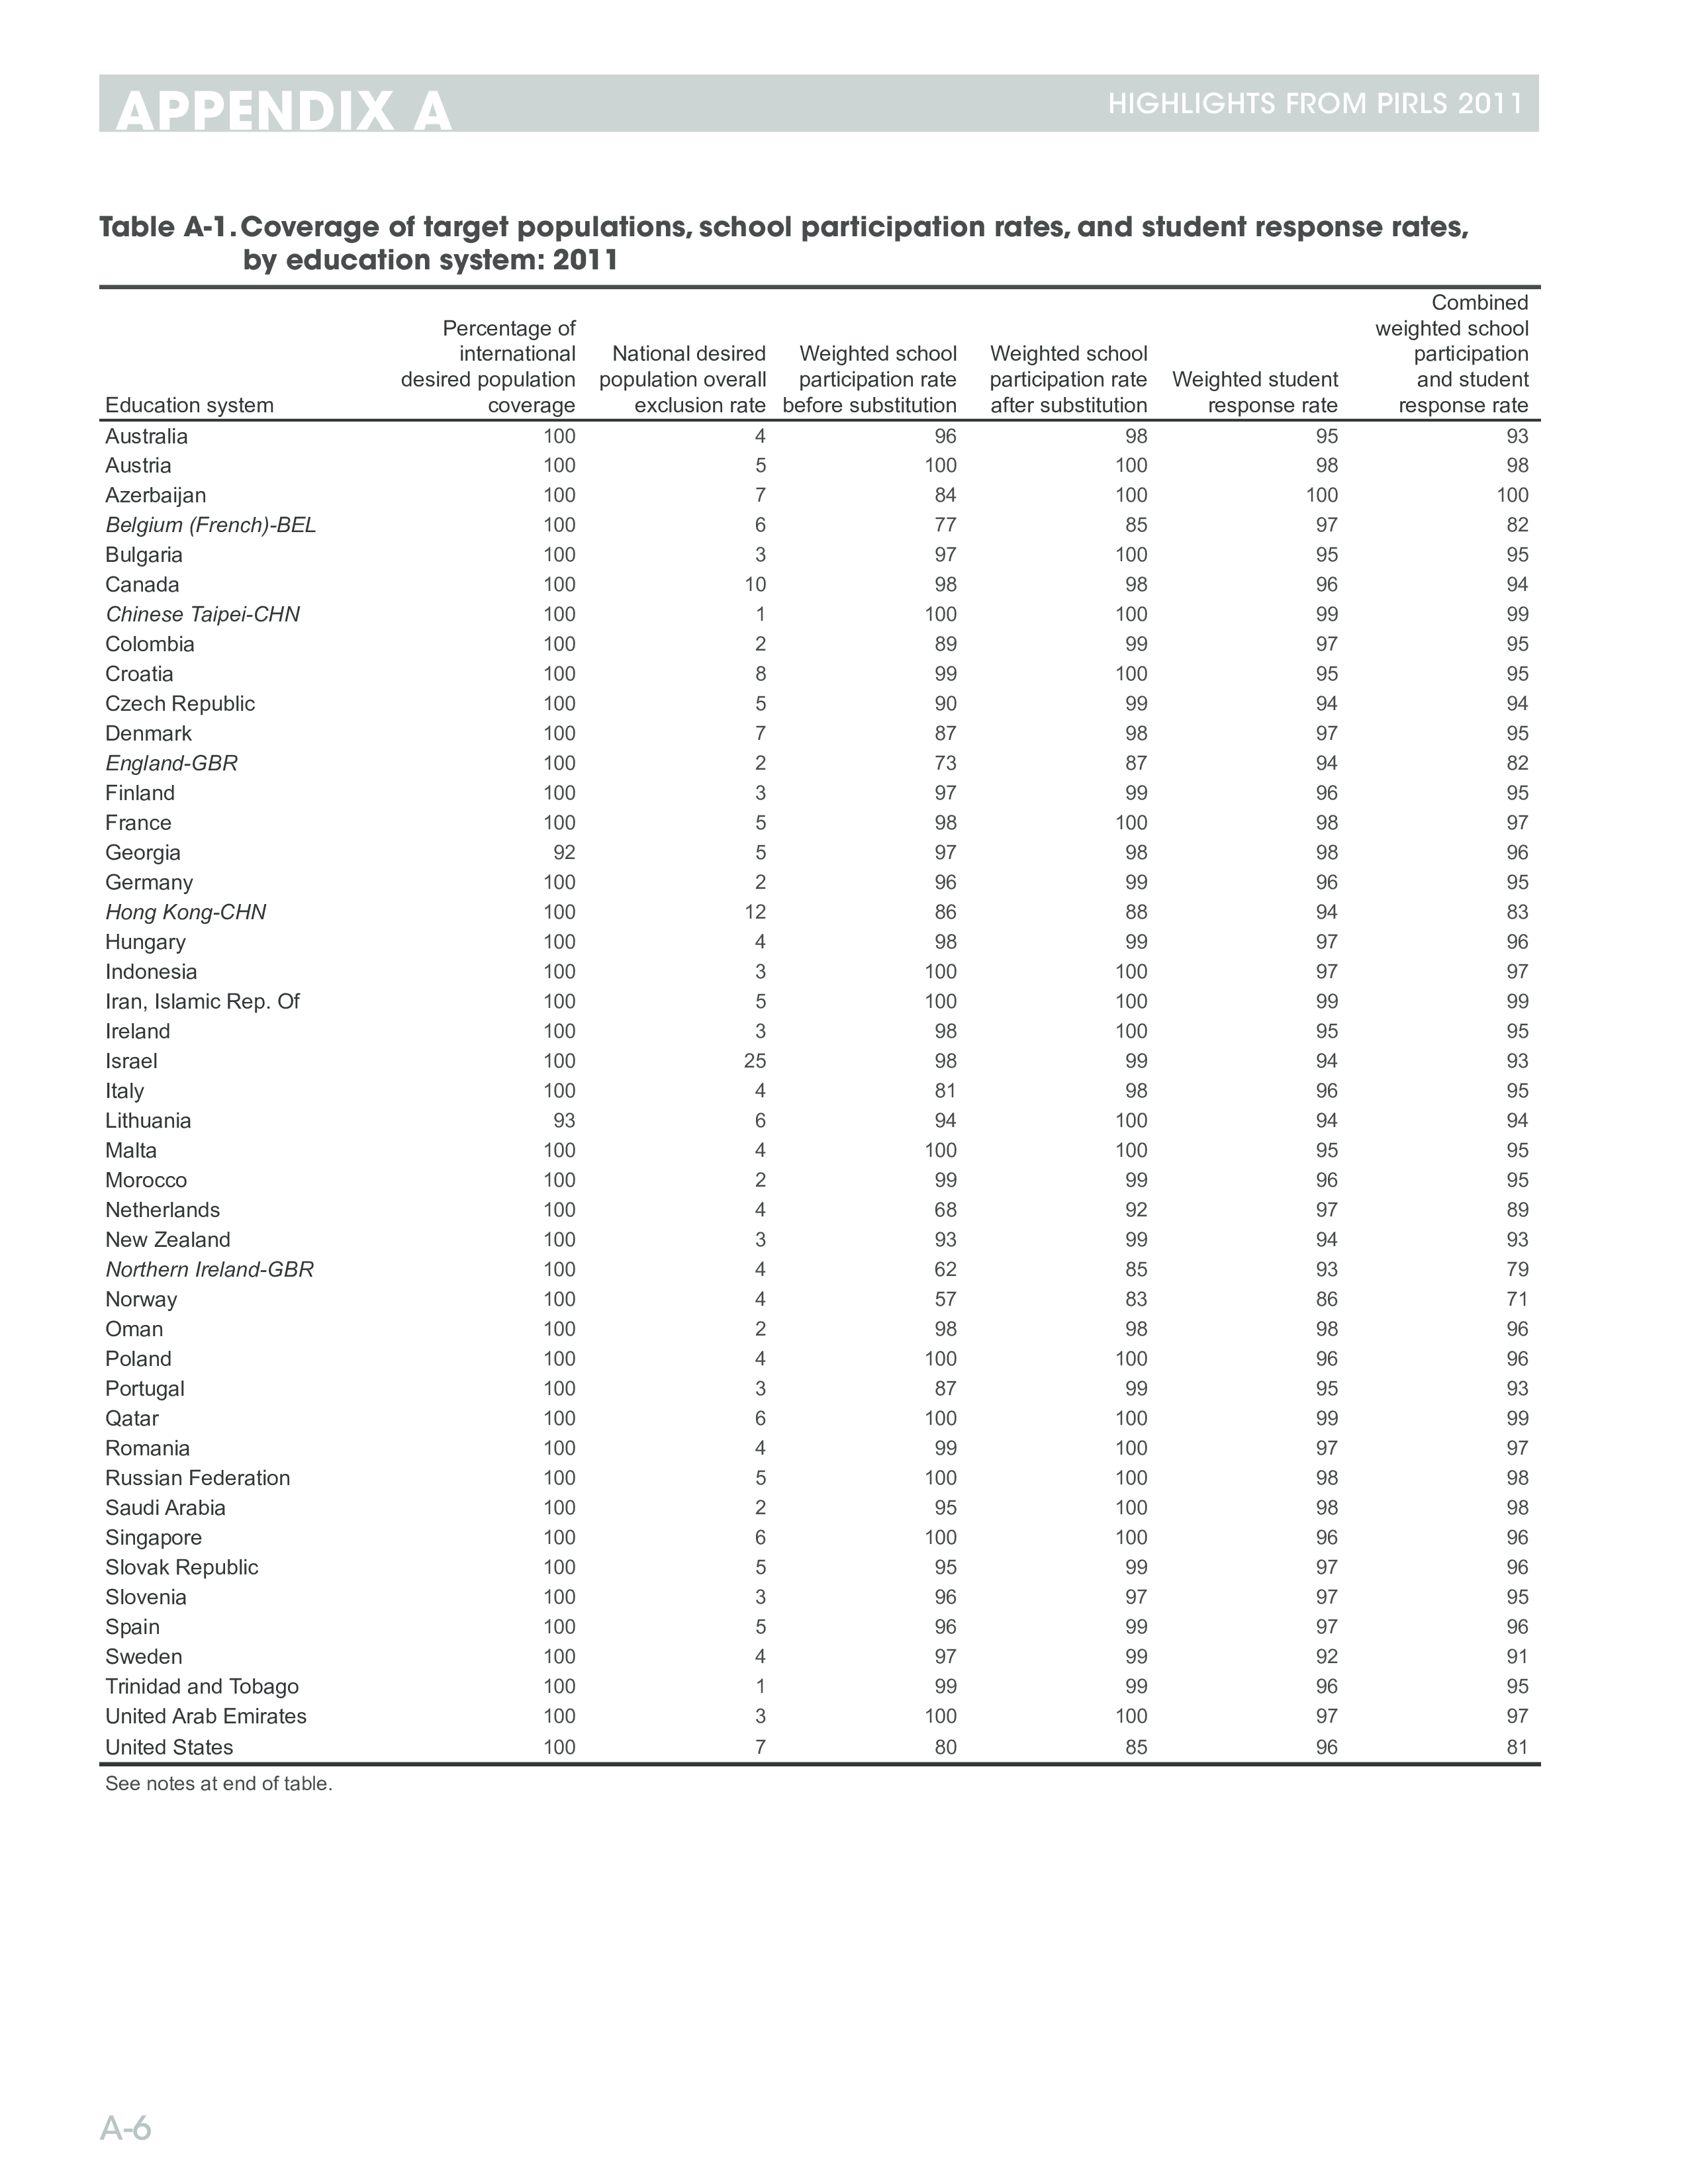 APPENDIX A HIGHLIGHTS FROM PIRLS 2011
Table A-1. Coverage of target populations, school participation rates, and student response rates,
by education system: 2011
Education system Percentage of international desired population coverage National desired population overall exclusion rate Weighted school participation rate before substitution Weighted school participation rate after substitution Weighted student response rate Combined weighted school participation and student response rate
Australia 100 4 96 98 95 93
Austria 100 5 100 100 98 98
Azerbaijan 100 7 84 100 100 100
Belgium (French)-BEL 100 6 77 85 97 82
Bulgaria 100 3 97 100 95 95
Canada 100 10 98 98 96 94
Chinese Taipei-CHN 100 1 100 100 99 99
Colombia 100 2 89 99 97 95
Croatia 100 8 99 100 95 95
Czech Republic 100 5 90 99 94 94
Denmark 100 7 87 98 97 95
England-GBR 100 2 73 87 94 82
Finland 100 3 97 99 96 95
France 100 5 98 100 98 97
Georgia 92 5 97 98 98 96
Germany 100 2 96 99 96 95
Hong Kong-CHN 100 12 86 88 94 83
Hungary 100 4 98 99 97 96
Indonesia 100 3 100 100 97 97
Iran, Islamic Rep. Of 100 5 100 100 99 99
Ireland 100 3 98 100 95 95
Israel 100 25 98 99 94 93
Italy 100 4 81 98 96 95
Lithuania 93 6 94 100 94 94
Malta 100 4 100 100 95 95
Morocco 100 2 99 99 96 95
Netherlands 100 4 68 92 97 89
New Zealand 100 3 93 99 94 93
Northern Ireland-GBR 100 4 62 85 93 79
Norway 100 4 57 83 86 71
Oman 100 2 98 98 98 96
Poland 100 4 100 100 96 96
Portugal 100 3 87 99 95 93
Qatar 100 6 100 100 99 99
Romania 100 4 99 100 97 97
Russian Federation 100 5 100 100 98 98
Saudi Arabia 100 2 95 100 98 98
Singapore 100 6 100 100 96 96
Slovak Republic 100 5 95 99 97 96
Slovenia 100 3 96 97 97 95
Spain 100 5 96 99 97 96
Sweden 100 4 97 99 92 91
Trinidad and Tobago 100 1 99 99 96 95
United Arab Emirates 100 3 100 100 97 97
United States 100 7 80 85 96 81
See notes at end of table.
A-6